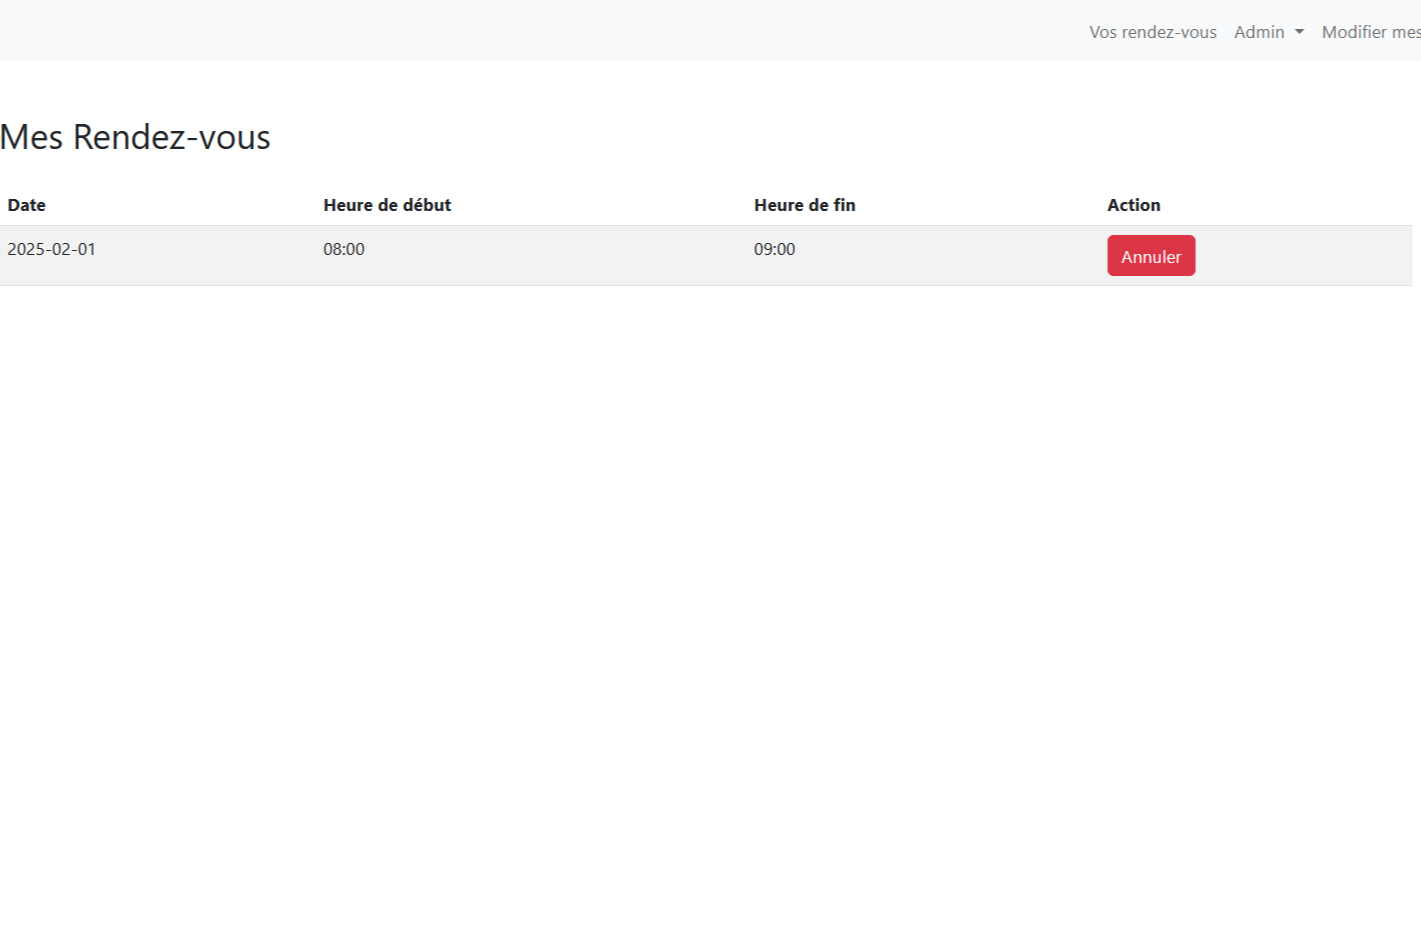 Vos rendez-vous Admin Modifier mes
Mes Rendez-vous
Date Heure de début Heure de fin Action
2025-02-01 08:00 09:00 Annuler